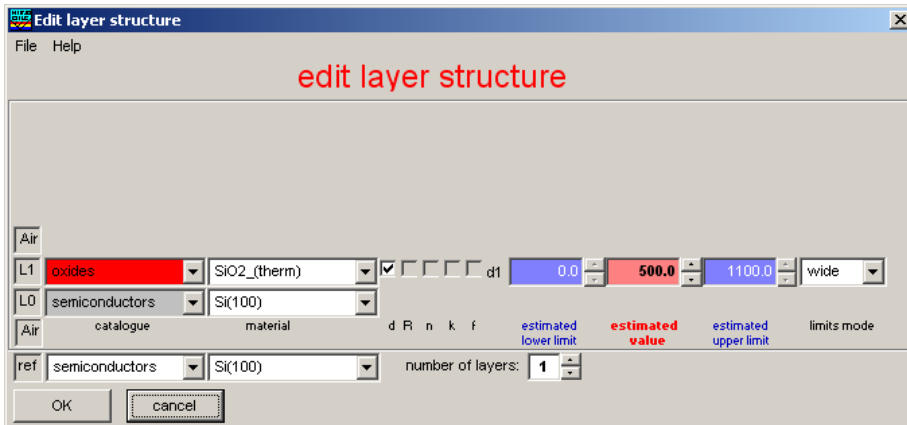 Edit layer structure
File Help
edit layer structure
Air
L1 oxides SiO2_(therm) d1 0.0 500.0 1100.0 wide
L0 semiconductors Si(100)
Air catalogue material d R n k f estimated lower limit estimated value estimated upper limit limits mode
ref semiconductors Si(100) number of layers: 1
OK cancel